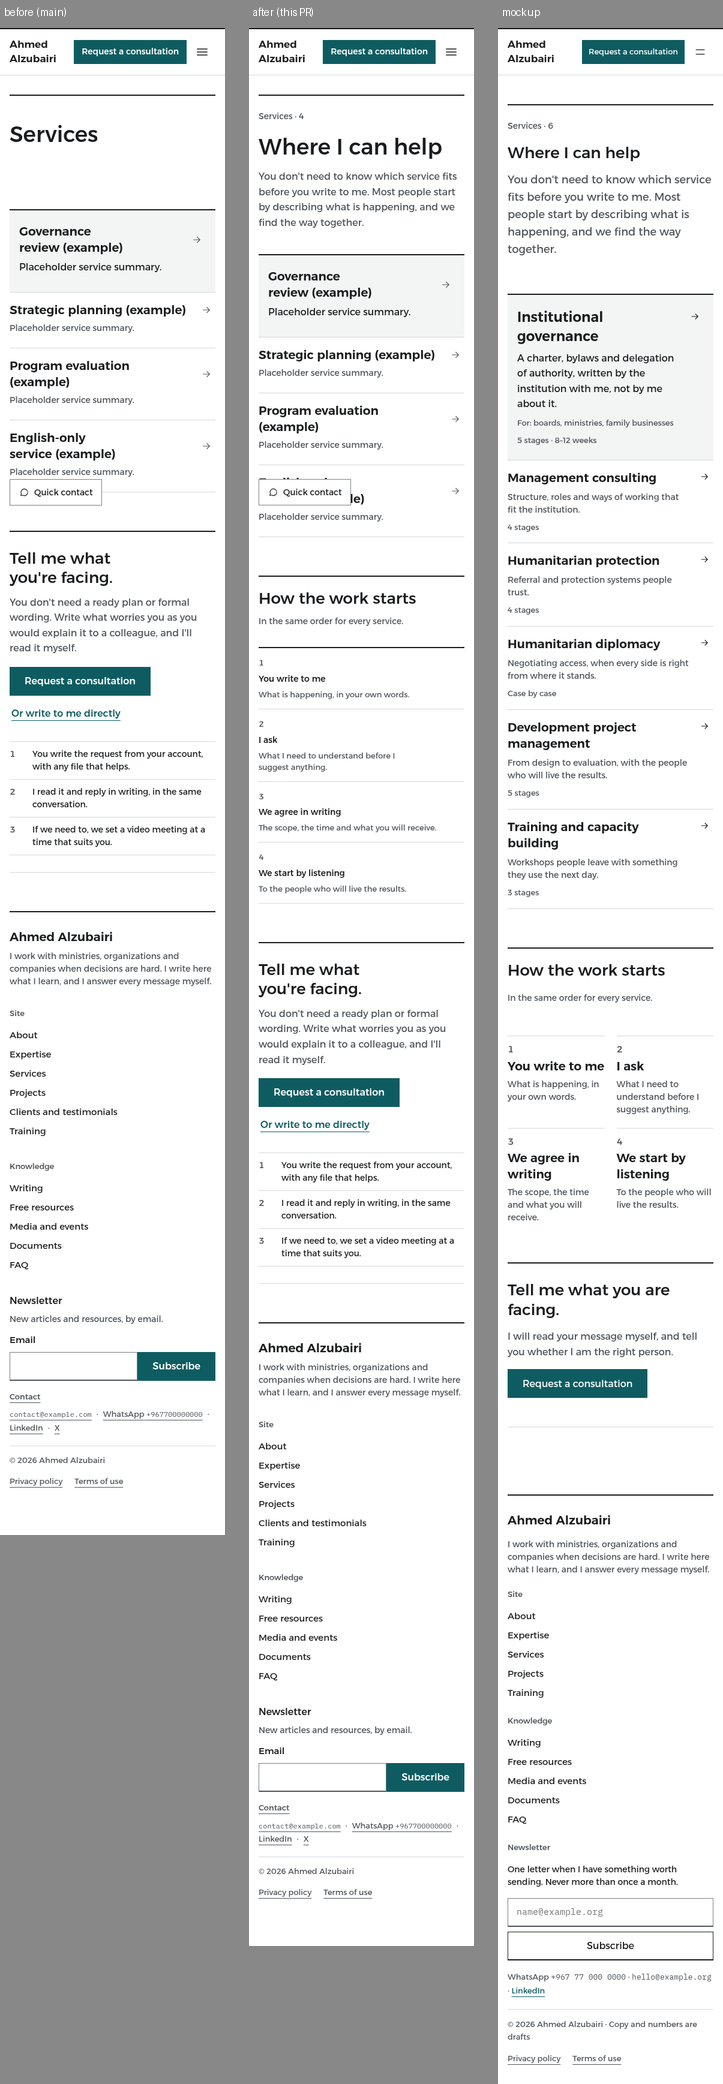 before (main)
Ahmed
Alzubairi
Request a consultation
Services
Governance
review (example)
→
Placeholder service summary.
Strategic planning (example)
→
Placeholder service summary.
Program evaluation
(example)
→
Placeholder service summary.
English-only
service (example)
→
Placeholder service summary.
Quick contact
Tell me what
you're facing.
You don't need a ready plan or formal
wording. Write what worries you as you
would explain it to a colleague, and I'll
read it myself.
Request a consultation
Or write to me directly
1 You write the request from your account,
with any file that helps.
2 I read it and reply in writing, in the same
conversation.
3 If we need to, we set a video meeting at a
time that suits you.
Ahmed Alzubairi
I work with ministries, organizations and
companies when decisions are hard. I write here
what I learn, and I answer every message myself.
Site
About
Expertise
Services
Projects
Clients and testimonials
Training
Knowledge
Writing
Free resources
Media and events
Documents
FAQ
Newsletter
New articles and resources, by email.
Email
Subscribe
Contact
contact@example.com · WhatsApp +967700000000 ·
LinkedIn · X
© 2026 Ahmed Alzubairi
Privacy policy Terms of use
after (this PR)
Ahmed
Alzubairi
Request a consultation
Services · 4
Where I can help
You don't need to know which service fits
before you write to me. Most people start
by describing what is happening, and we
find the way together.
Governance
review (example)
→
Placeholder service summary.
Strategic planning (example)
→
Placeholder service summary.
Program evaluation
(example)
→
Placeholder service summary.
Quick contact
le)
→
Placeholder service summary.
How the work starts
In the same order for every service.
1
You write to me
What is happening, in your own words.
2
I ask
What I need to understand before I
suggest anything.
3
We agree in writing
The scope, the time and what you will receive.
4
We start by listening
To the people who will live the results.
Tell me what
you're facing.
You don't need a ready plan or formal
wording. Write what worries you as you
would explain it to a colleague, and I'll
read it myself.
Request a consultation
Or write to me directly
1 You write the request from your account,
with any file that helps.
2 I read it and reply in writing, in the same
conversation.
3 If we need to, we set a video meeting at a
time that suits you.
Ahmed Alzubairi
I work with ministries, organizations and
companies when decisions are hard. I write here
what I learn, and I answer every message myself.
Site
About
Expertise
Services
Projects
Clients and testimonials
Training
Knowledge
Writing
Free resources
Media and events
Documents
FAQ
Newsletter
New articles and resources, by email.
Email
Subscribe
Contact
contact@example.com · WhatsApp +967700000000 ·
LinkedIn · X
© 2026 Ahmed Alzubairi
Privacy policy Terms of use
mockup
Ahmed
Alzubairi
Request a consultation
Services · 6
Where I can help
You don't need to know which service
fits before you write to me. Most
people start by describing what is
happening, and we find the way
together.
Institutional
governance
→
A charter, bylaws and delegation
of authority, written by the
institution with me, not by me
about it.
For: boards, ministries, family businesses
5 stages · 8–12 weeks
Management consulting
→
Structure, roles and ways of working that
fit the institution.
4 stages
Humanitarian protection
→
Referral and protection systems people
trust.
4 stages
Humanitarian diplomacy
→
Negotiating access, when every side is right
from where it stands.
Case by case
Development project
management
→
From design to evaluation, with the people
who will live the results.
5 stages
Training and capacity
building
→
Workshops people leave with something
they use the next day.
3 stages
How the work starts
In the same order for every service.
1
You write to me
What is happening, in
your own words.
2
I ask
What I need to
understand before I
suggest anything.
3
We agree in
writing
The scope, the time
and what you will
receive.
4
We start by
listening
To the people who will
live the results.
Tell me what you are
facing.
I will read your message myself, and tell
you whether I am the right person.
Request a consultation
Ahmed Alzubairi
I work with ministries, organizations and
companies when decisions are hard. I write here
what I learn, and I answer every message myself.
Site
About
Expertise
Services
Projects
Training
Knowledge
Writing
Free resources
Media and events
Documents
FAQ
Newsletter
One letter when I have something worth
sending. Never more than once a month.
name@example.org
Subscribe
WhatsApp +967 77 000 0000 · hello@example.org
· LinkedIn
© 2026 Ahmed Alzubairi · Copy and numbers are
drafts
Privacy policy Terms of use